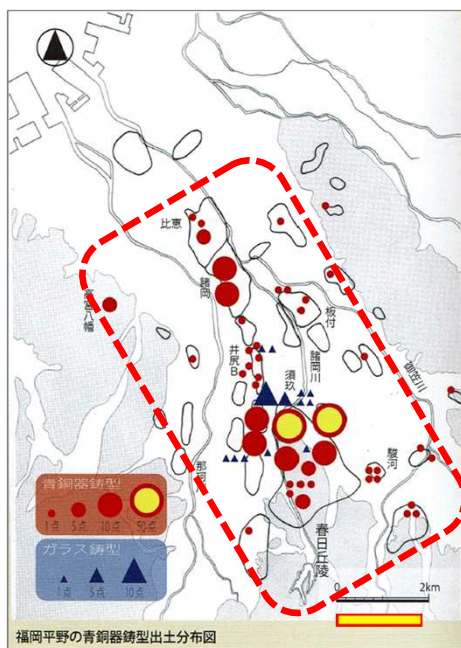 比恵
諸岡
高宮八幡
板付
井尻B
諸岡川
須玖
御笠川
駿河
那珂
春日丘陵
青銅器鋳型
1点 5点 10点 50点
ガラス鋳型
1点 5点 10点
0 2km
福岡平野の青銅器鋳型出土分布図